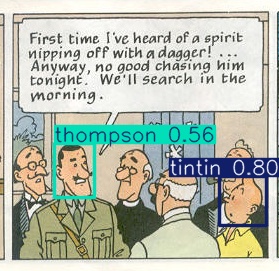 First time I've heard of a spirit
nipping off with a dagger! ...
Anyway, no good chasing him
tonight. We'll search in the
morning.
thompson 0.56
tintin 0.80